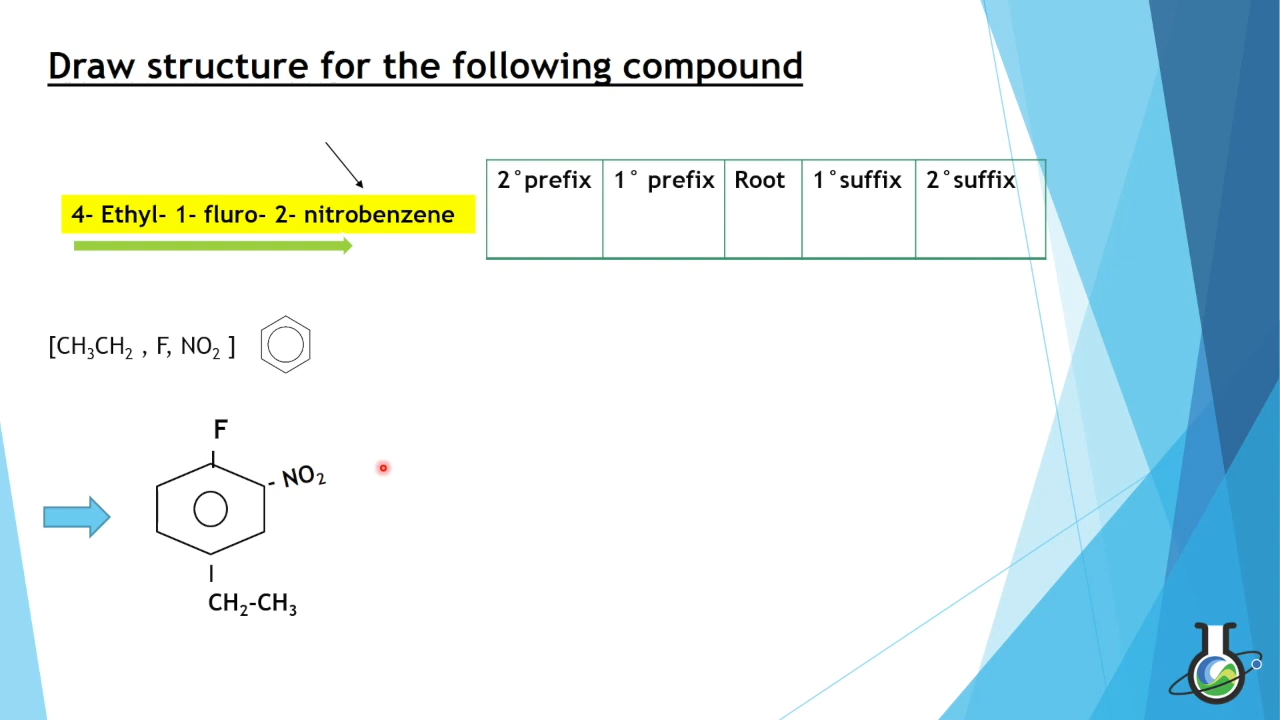 Draw structure for the following compound
4- Ethyl- 1- fluro- 2- nitrobenzene
2°prefix 1° prefix Root 1°suffix 2°suffix
[CH₃CH₂ , F, NO₂ ]
F
- NO₂
CH₂-CH₃